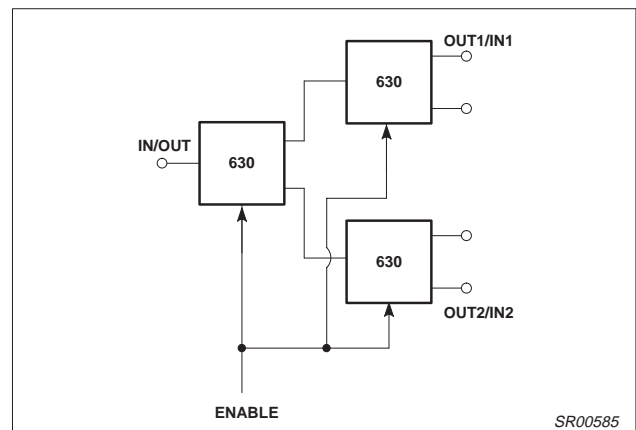 OUT1/IN1
630
IN/OUT
630
630
OUT2/IN2
ENABLE
SR00585